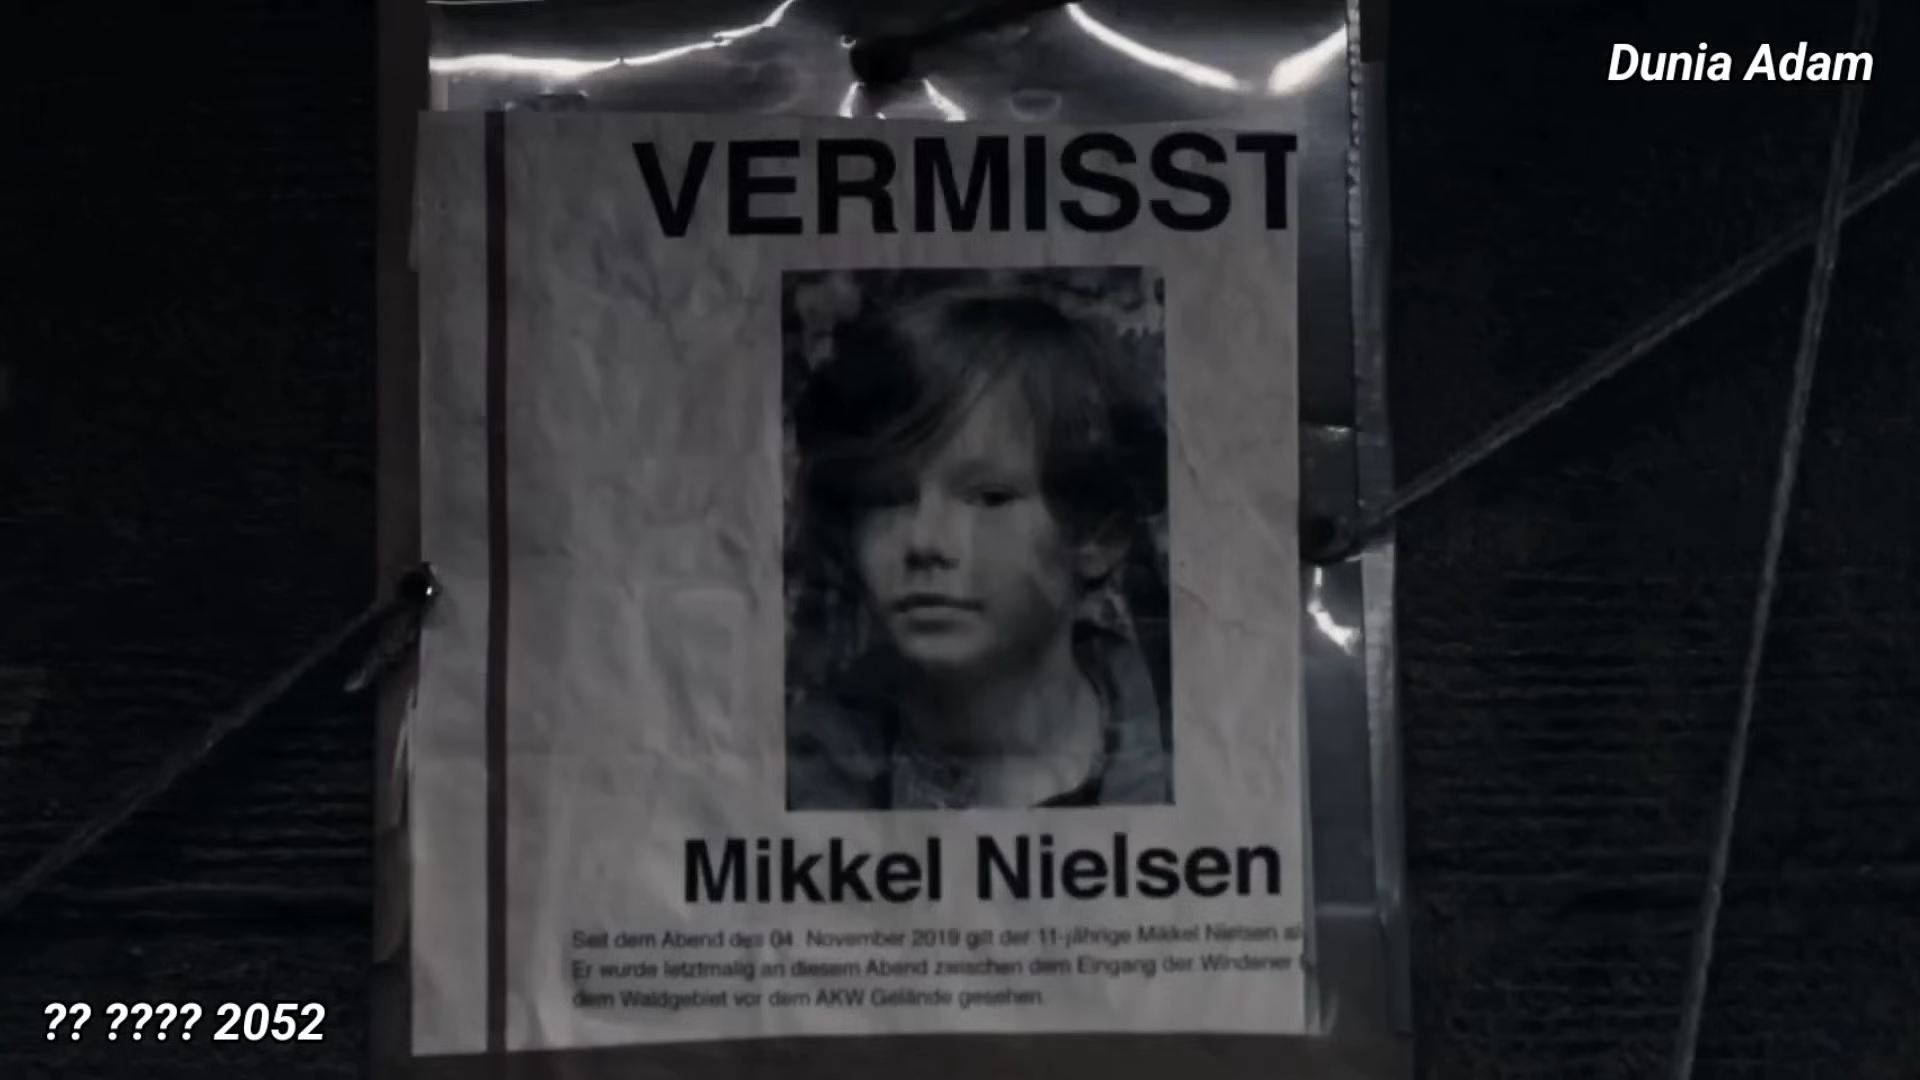 Dunia Adam
VERMISST
Mikkel Nielsen
Seit dem Abend des 04. November 2019 gilt der 11-jährige Mikkel Nielsen al
Er wurde letztmalig an diesem Abend zwischen dem Eingang der Windener
dem Waldgebiet vor dem AKW Gelände gesehen.
?? ???? 2052